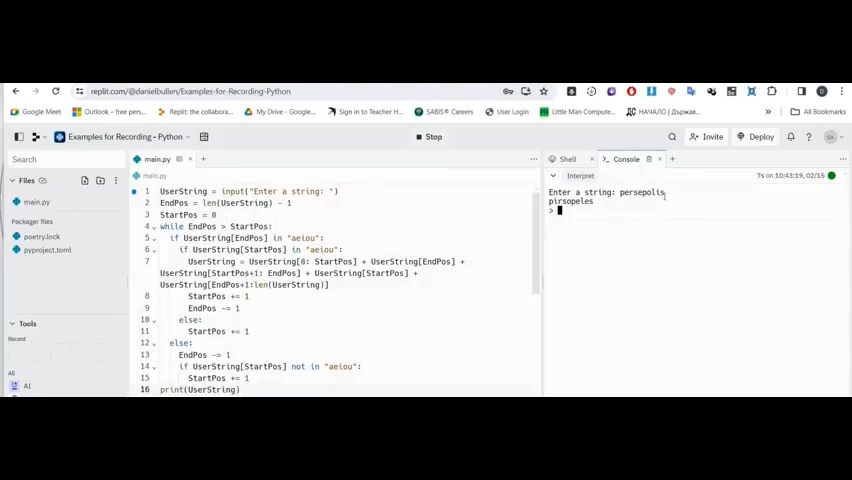 replit.com/@danielbullen/Examples-for-Recording-Python
Google Meet
Outlook – free pers...
Replit: the collabora...
My Drive - Google...
Sign in to Teacher H...
SABIS® Careers
User Login
Little Man Compute...
НАЧАЛО | Държав...
»
All Bookmarks
Examples for Recording - Python
Stop
Invite
Deploy
SA
Search
main.py
Shell
Console
Files
main.py
Interpret
7s on 10:43:19, 02/15
main.py
Packager files
poetry.lock
pyproject.toml
Tools
Recent
All
AI
1 UserString = input("Enter a string: ")
2 EndPos = len(UserString) - 1
3 StartPos = 0
4 while EndPos > StartPos:
5 if UserString[EndPos] in "aeiou":
6 if UserString[StartPos] in "aeiou":
7 UserString = UserString[0: StartPos] + UserString[EndPos] +
UserString[StartPos+1: EndPos] + UserString[StartPos] +
UserString[EndPos+1:len(UserString)]
8 StartPos += 1
9 EndPos -= 1
10 else:
11 StartPos += 1
12 else:
13 EndPos -= 1
14 if UserString[StartPos] not in "aeiou":
15 StartPos += 1
16 print(UserString)
Enter a string: persepolis
pirsopeles
>